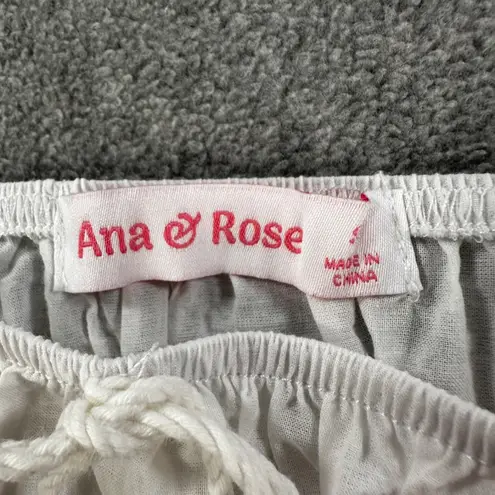 Ana & Rose
S
MADE IN
CHINA